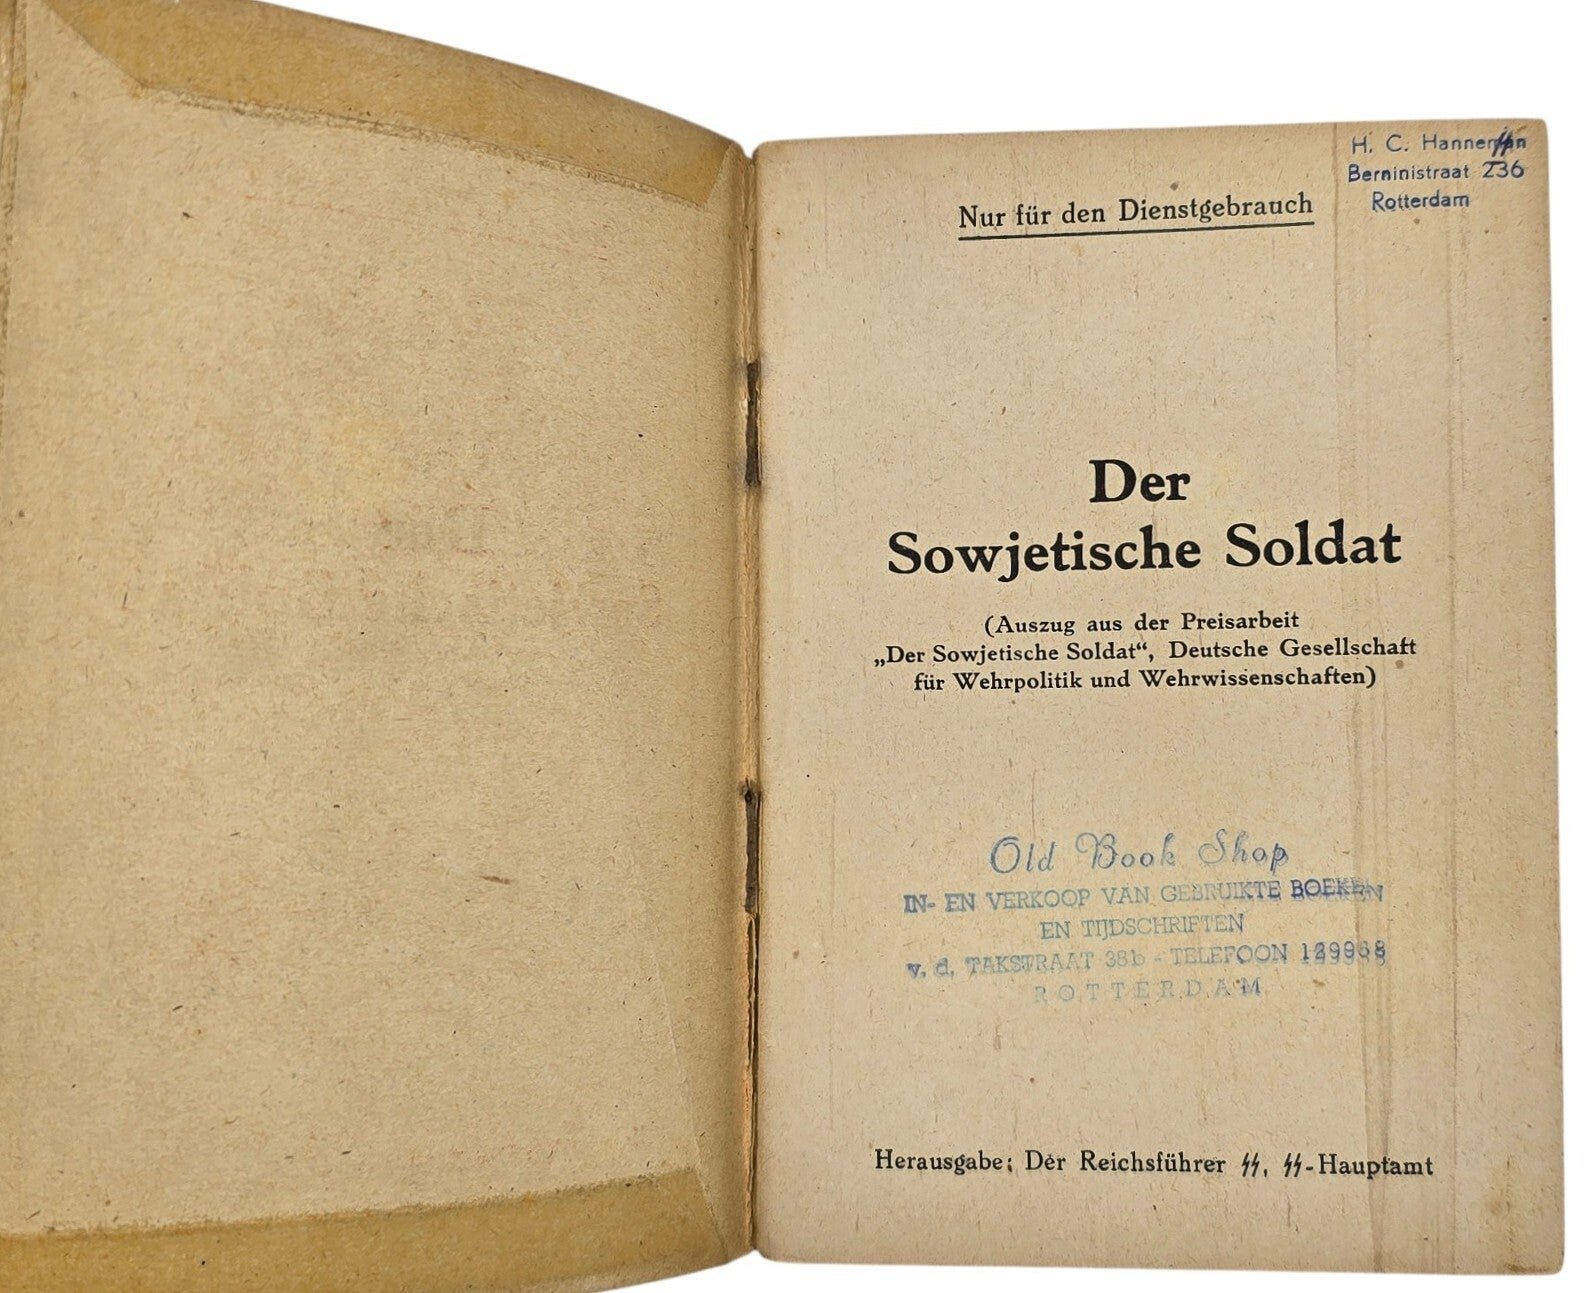 H. C. Hanneman
Berninistraat 236
Rotterdam
Nur für den Dienstgebrauch
Der
Sowjetische Soldat
(Auszug aus der Preisarbeit
„Der Sowjetische Soldat“, Deutsche Gesellschaft
für Wehrpolitik und Wehrwissenschaften)
Old Book Shop
IN- EN VERKOOP VAN GEBRUIKTE BOEKEN
EN TIJDSCHRIFTEN
v. d. TAKSTRAAT 38b - TELEFOON
ROTTERDAM
Herausgabe: Der Reichsführer ᛋᛋ, ᛋᛋ-Hauptamt